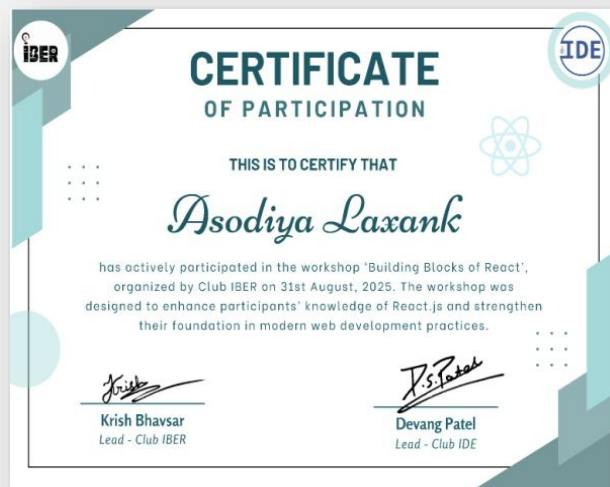 iBER
IDE
CERTIFICATE
OF PARTICIPATION
THIS IS TO CERTIFY THAT
Asodiya Laxank
has actively participated in the workshop ‘Building Blocks of React’,
organized by Club IBER on 31st August, 2025. The workshop was
designed to enhance participants’ knowledge of React.js and strengthen
their foundation in modern web development practices.
Krish
D.S.Patel
Krish Bhavsar
Devang Patel
Lead - Club IBER
Lead - Club IDE